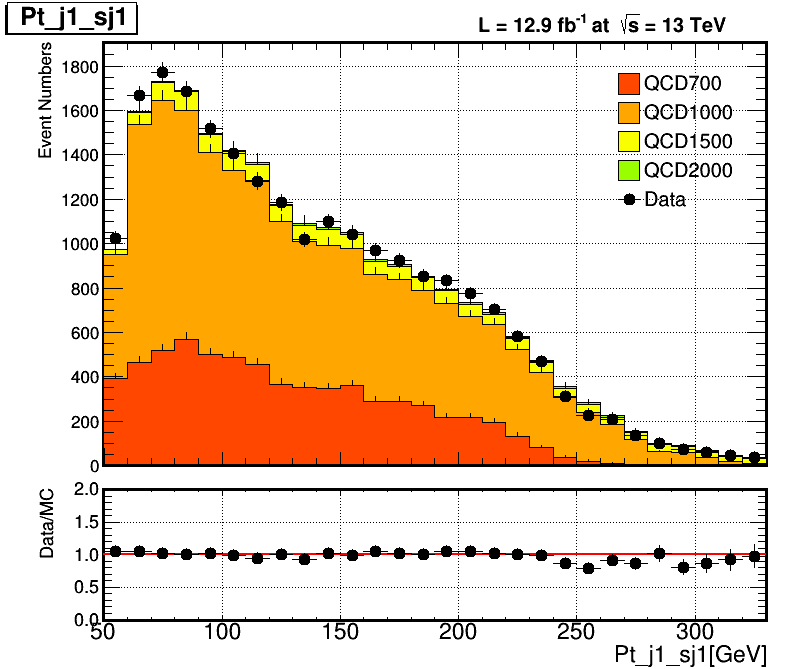 Pt_j1_sj1
L = 12.9 fb-1 at √s = 13 TeV
Event Numbers
1800
1600
1400
1200
1000
800
600
400
200
0
QCD700
QCD1000
QCD1500
QCD2000
Data
Data/MC
2.0
1.5
1.0
0.5
0.0
50 100 150 200 250 300
Pt_j1_sj1[GeV]